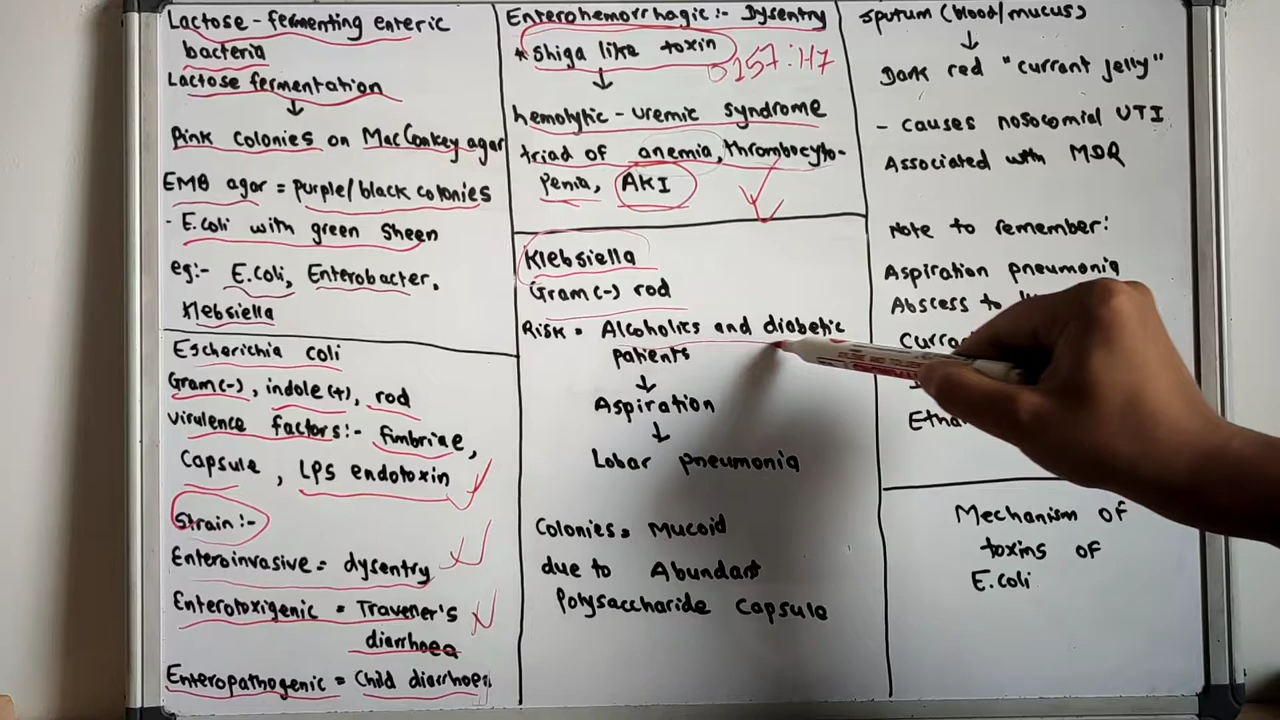 Lactose-fermenting enteric
bacteria
Lactose fermentation
↓
Pink colonies on MacConkey agar
EMB agar = purple/black colonies
- E.coli with green sheen
eg:- E.Coli, Enterobacter,
Klebsiella
Escherichia coli
Gram(-), indole(+), rod
Virulence factors:- fimbriae,
Capsule, LPS endotoxin
Strain:-
Enteroinvasive = dysentry
Enterotoxigenic = Traveller's
diarrhoea
Enteropathogenic = Child diarrhoea
Enterohemorrhagic:- Dysentry
* Shiga like toxin
O157:H7
↓
hemolytic-uremic syndrome
triad of anemia, thrombocyto-
penia, AKI
Klebsiella
Gram(-) rod
Risk = Alcoholics and diabetic
patients
↓
Aspiration
↓
Lobar pneumonia
Colonies = Mucoid
due to Abundant
Polysaccharide Capsule
Sputum (blood/mucus)
↓
Dark red "currant jelly"
- causes nosocomial UTI
Associated with MDR
Note to remember:
Aspiration pneumonia
Abscess to
Mechanism of
toxins of
E.coli